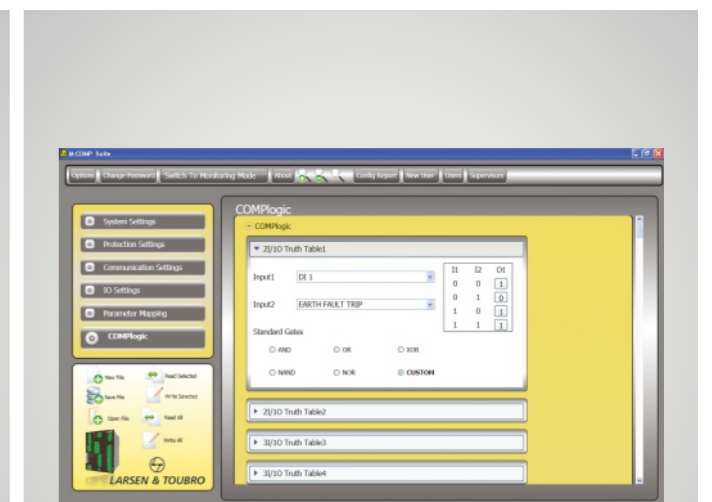 M COMP Suite
Options Change Password Switch To Monitoring Mode About Config Report New User Users Supervisors
System Settings
Protection Settings
Communication Settings
IO Settings
Parameter Mapping
COMPlogic
New File Read Selected
Save File Write Selected
Open File Read All
Write All
LARSEN & TOUBRO
COMPlogic
COMPlogic
2I/1O Truth Table1
Input1 DI 1
Input2 EARTH FAULT TRIP
I1 I2 O1
0 0 1
0 1 0
1 0 1
1 1 1
Standard Gates
AND OR XOR
NAND NOR CUSTOM
2I/1O Truth Table2
3I/1O Truth Table3
3I/1O Truth Table4